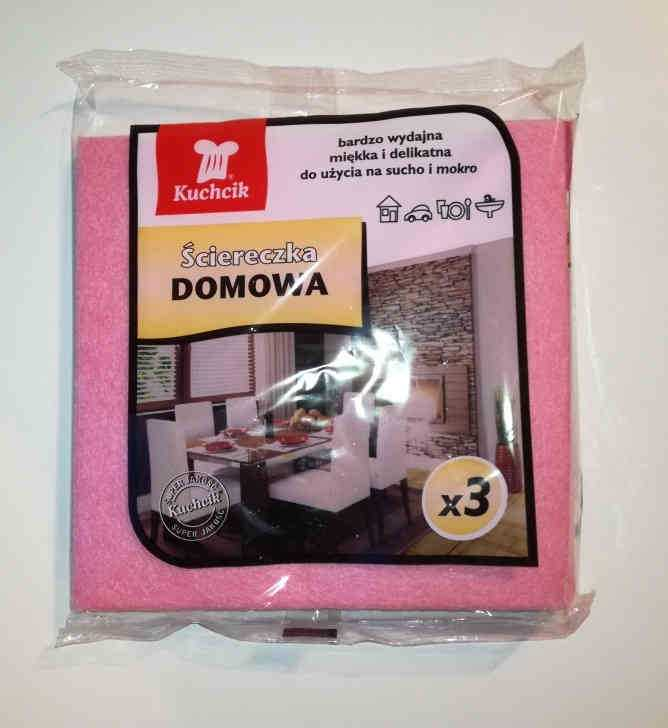 bardzo wydajna
miękka i delikatna
do użycia na sucho i mokro
Kuchcik
®
Ściereczka
DOMOWA
x3
SUPER JAKOŚĆ
Kuchcik
SUPER JAKOŚĆ